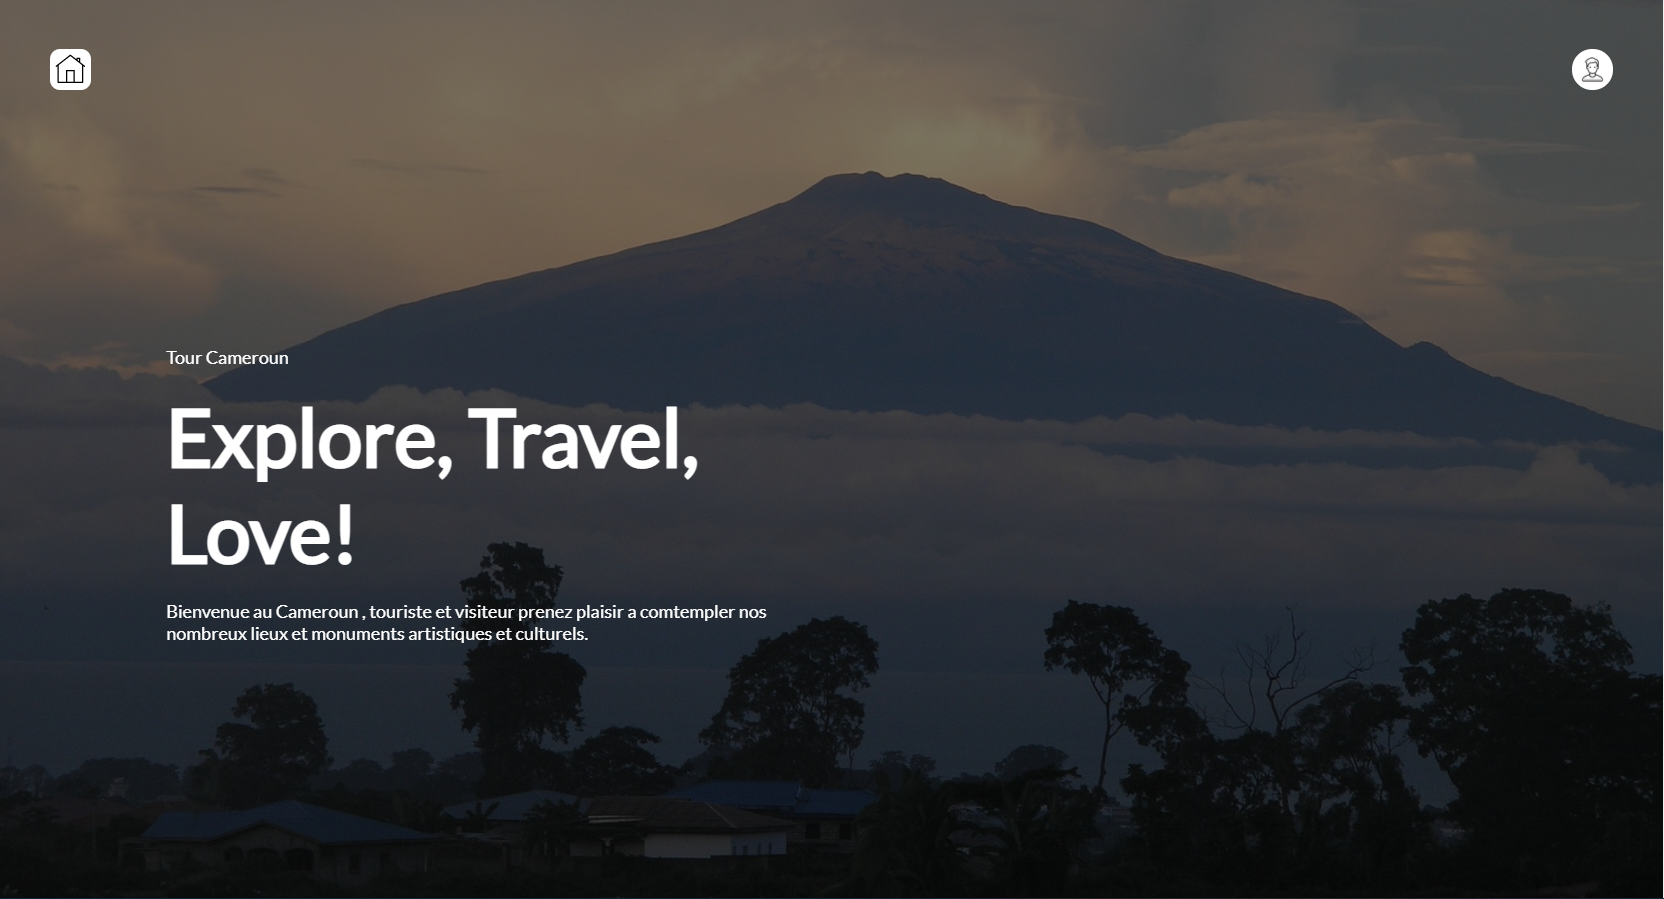 Tour Cameroun
Explore, Travel,
Love!
Bienvenue au Cameroun , touriste et visiteur prenez plaisir a comtempler nos
nombreux lieux et monuments artistiques et culturels.